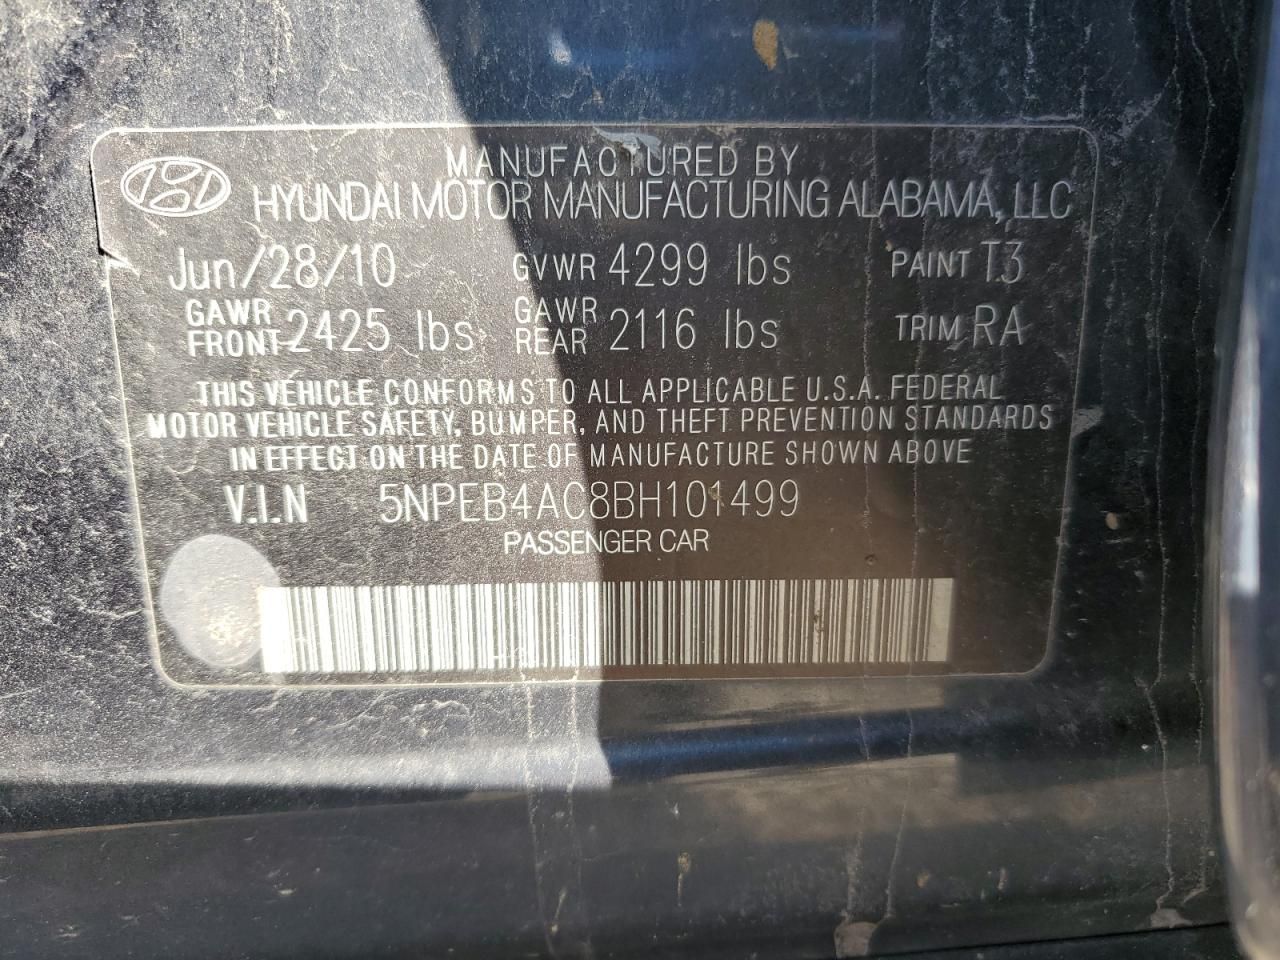 MANUFACTURED BY
HYUNDAI MOTOR MANUFACTURING ALABAMA, LLC
Jun/28/10 GVWR 4299 lbs PAINT T3
GAWR FRONT 2425 lbs GAWR REAR 2116 lbs TRIM RA
THIS VEHICLE CONFORMS TO ALL APPLICABLE U.S.A. FEDERAL
MOTOR VEHICLE SAFETY, BUMPER, AND THEFT PREVENTION STANDARDS
IN EFFECT ON THE DATE OF MANUFACTURE SHOWN ABOVE
V.I.N 5NPEB4AC8BH101499
PASSENGER CAR